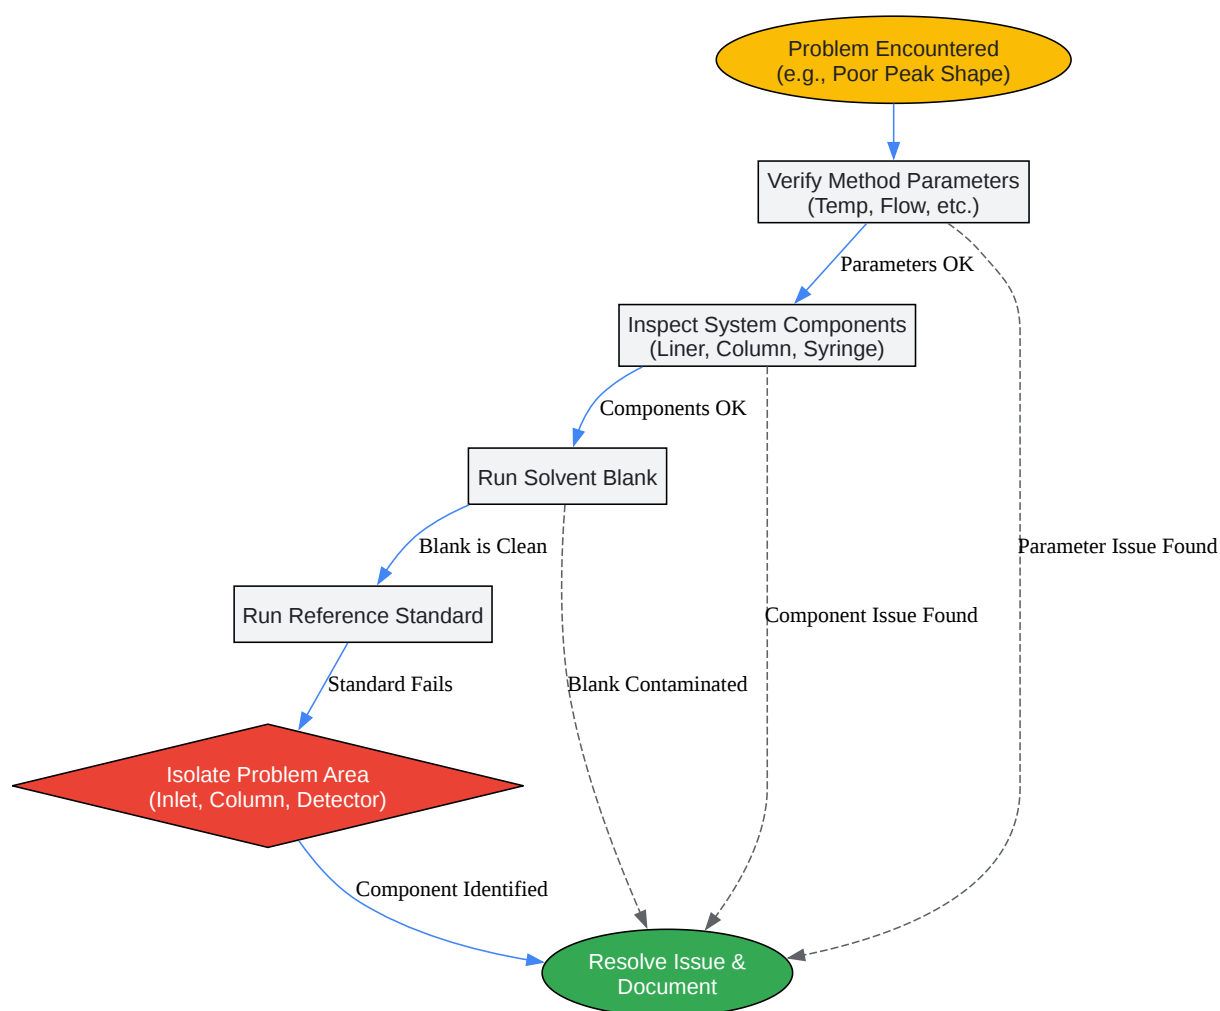 Problem Encountered
(e.g., Poor Peak Shape)
Verify Method Parameters
(Temp, Flow, etc.)
Parameters OK
Inspect System Components
(Liner, Column, Syringe)
Components OK
Run Solvent Blank
Blank is Clean
Parameter Issue Found
Run Reference Standard
Component Issue Found
Standard Fails
Blank Contaminated
Isolate Problem Area
(Inlet, Column, Detector)
Component Identified
Resolve Issue &
Document